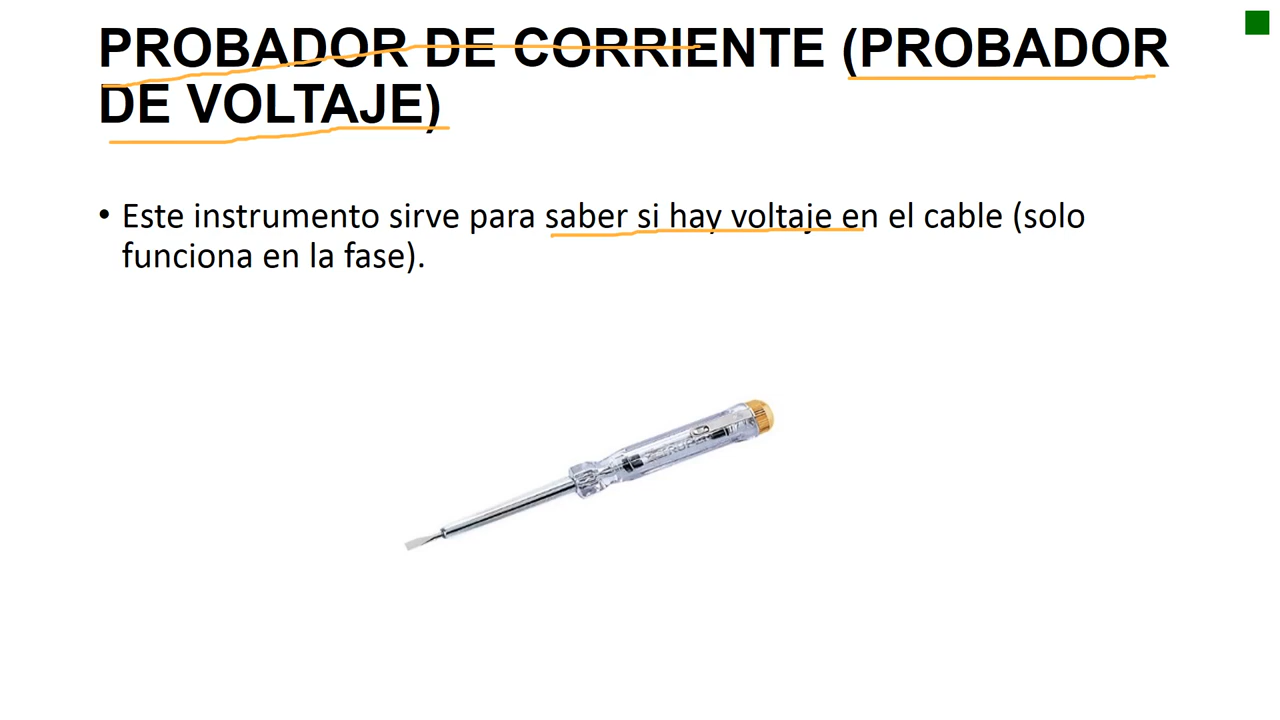 PROBADOR DE CORRIENTE (PROBADOR
DE VOLTAJE)
• Este instrumento sirve para saber si hay voltaje en el cable (solo
funciona en la fase).